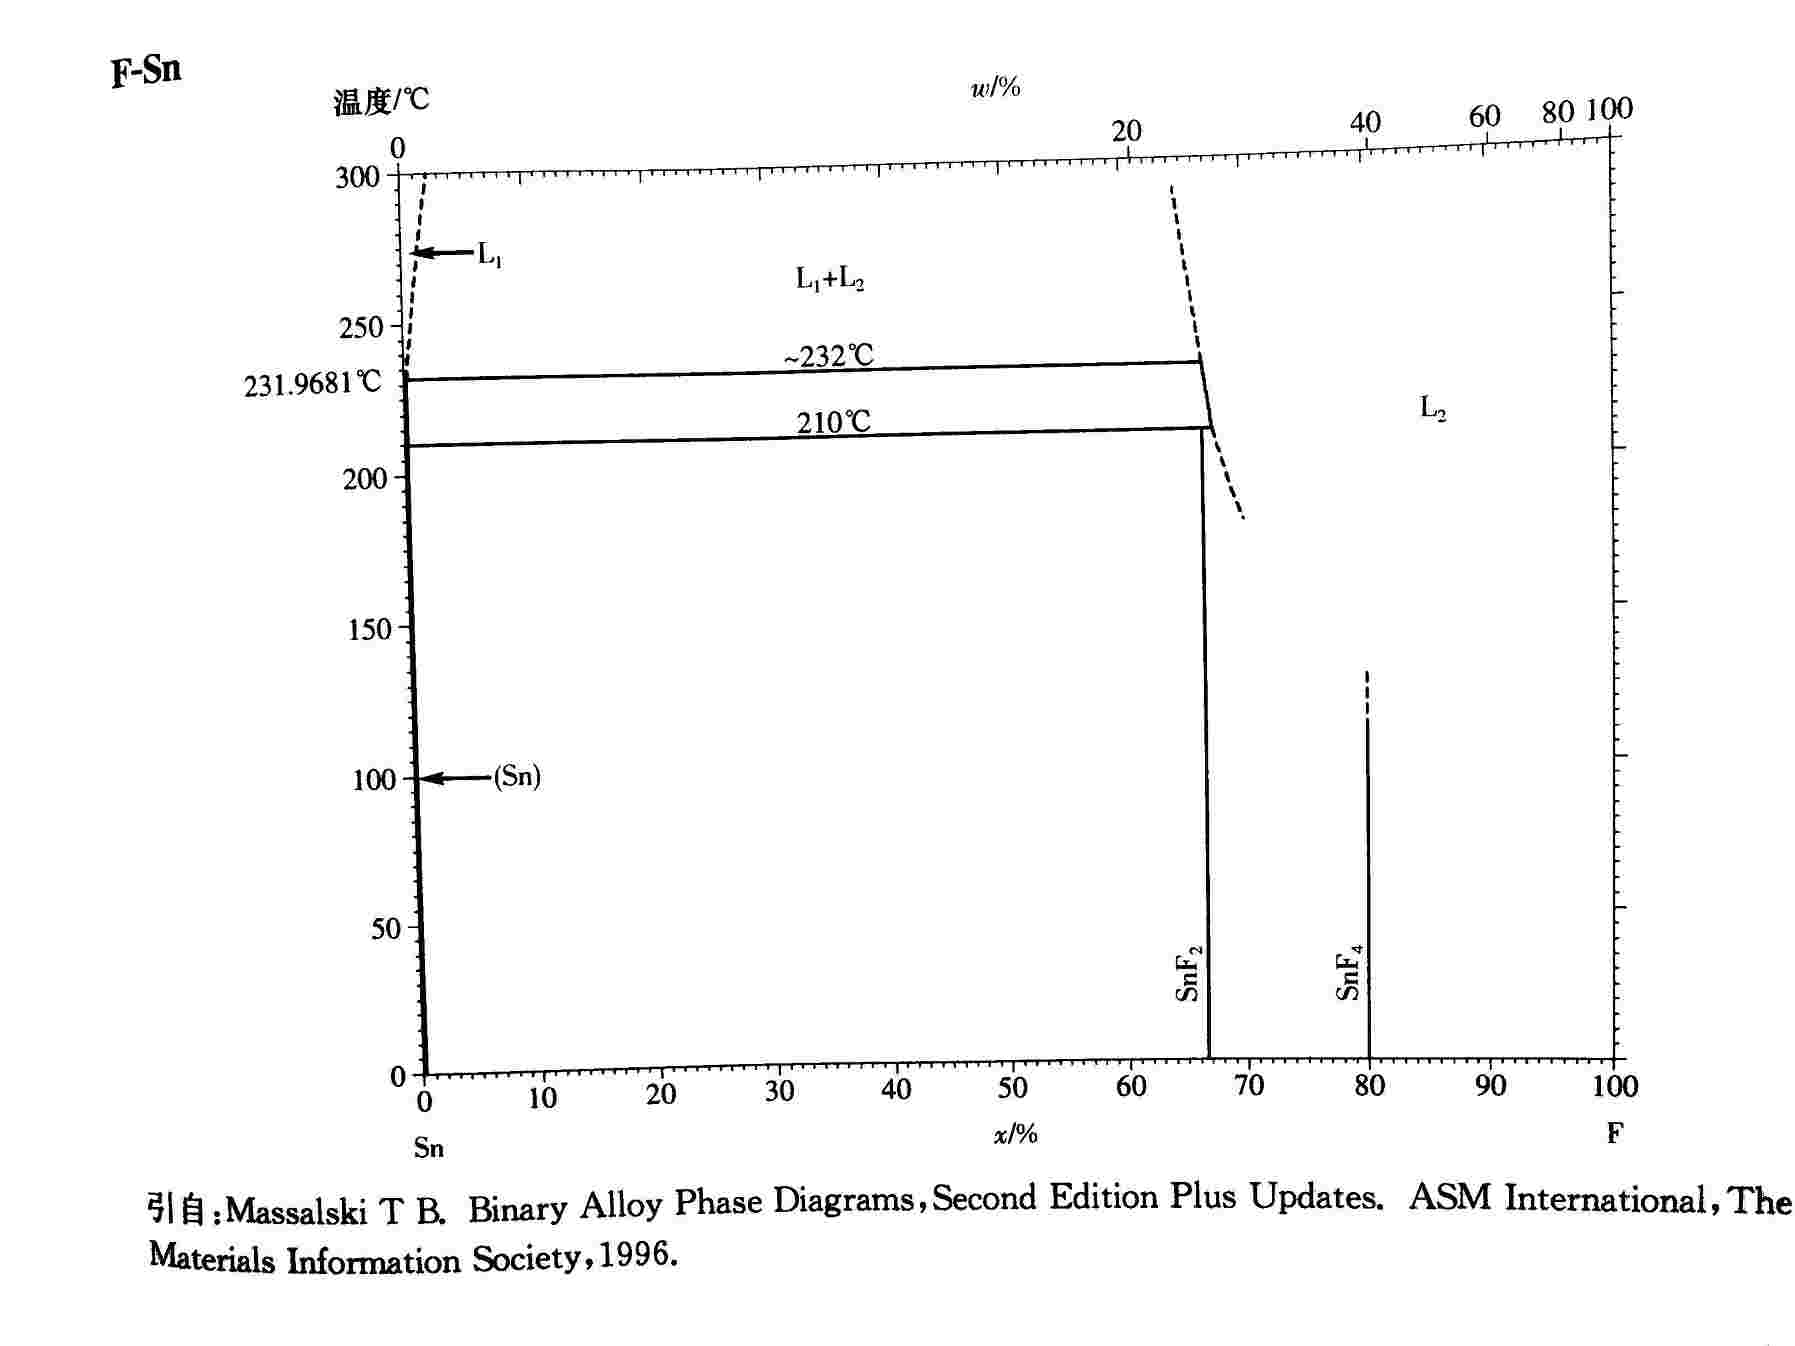 F-Sn
温度/℃
w/%
0 20 40 60 80 100
300
L₁
L₁+L₂
250
~232℃
231.9681℃
L₂
210℃
200
150
100
(Sn)
50
SnF₂
SnF₄
0
0 10 20 30 40 50 60 70 80 90 100
Sn x/% F
引自:Massalski T B. Binary Alloy Phase Diagrams, Second Edition Plus Updates. ASM International, The
Materials Information Society, 1996.